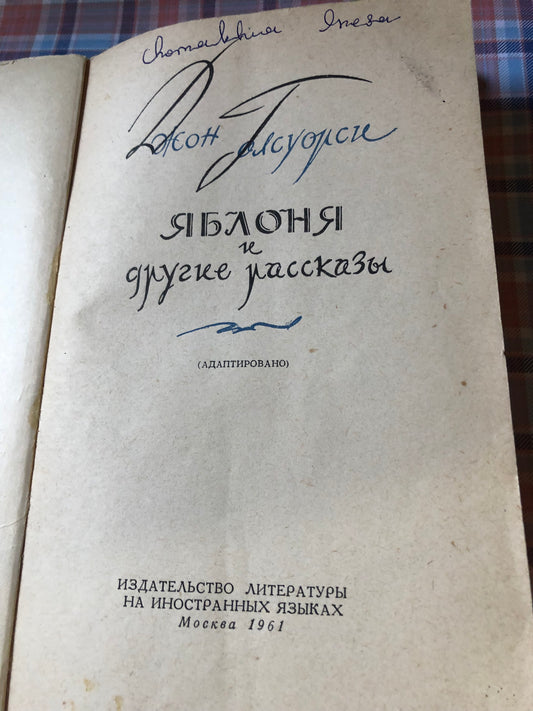 Джон Голсуорси
ЯБЛОНЯ
и
другие рассказы
(АДАПТИРОВАНО)
ИЗДАТЕЛЬСТВО ЛИТЕРАТУРЫ
НА ИНОСТРАННЫХ ЯЗЫКАХ
Москва 1961